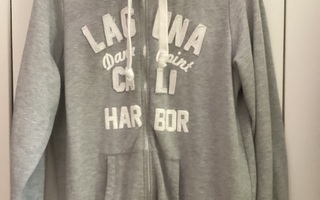 LAGUNA
Dana Point
CALI
HARBOR